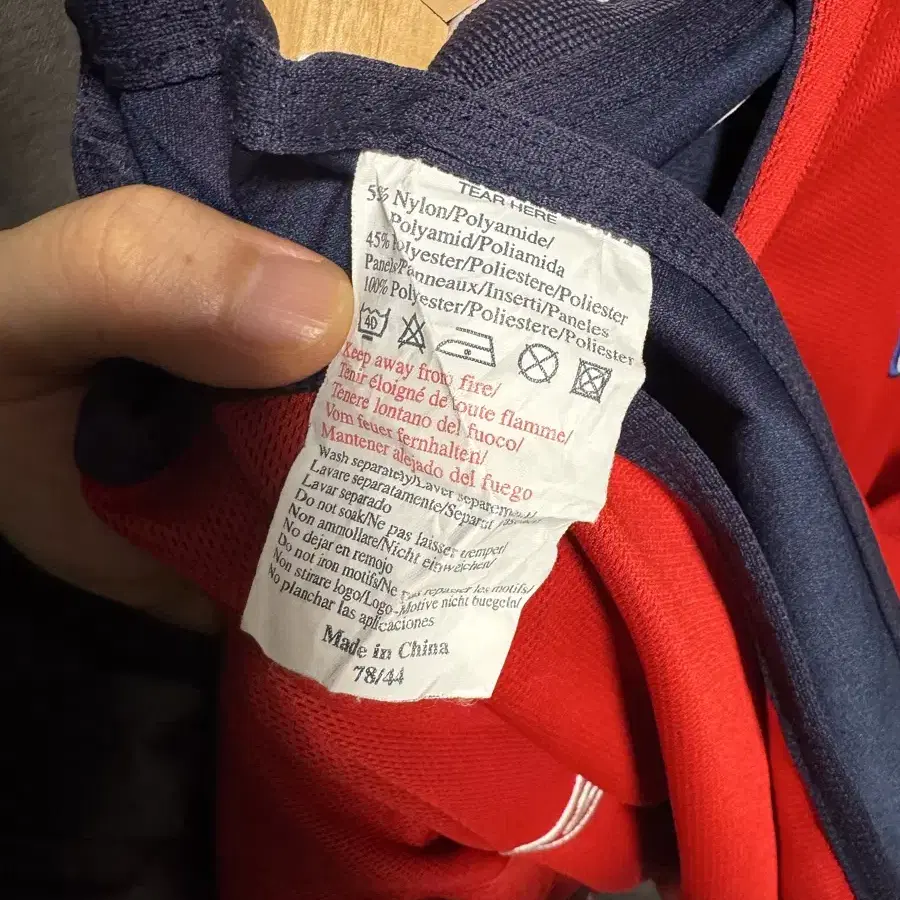 TEAR HERE
5% Nylon/Polyamide/
Polyamid/Poliamida
45% Polyester/Poliestere/Poliester
Panels/Panneaux/Inserti/Paneles
100% Polyester/Poliestere/Poliester
40
Keep away from fire/
Tenir éloigné de toute flamme/
Tenere lontano del fuoco/
Vom feuer fernhalten/
Mantener alejado del fuego
Wash separately/Laver separement/
Lavare separatamente/Separat
Lavar separado
Do not soak/Ne pas laisser tremper/
Non ammollare/Nicht einweichen/
No dejar en remojo
Do not iron motifs/Ne pas repasser les motifs/
Non stirare logo/Logo-Motive nicht buegeln/
No planchar las aplicaciones
Made in China
78/44